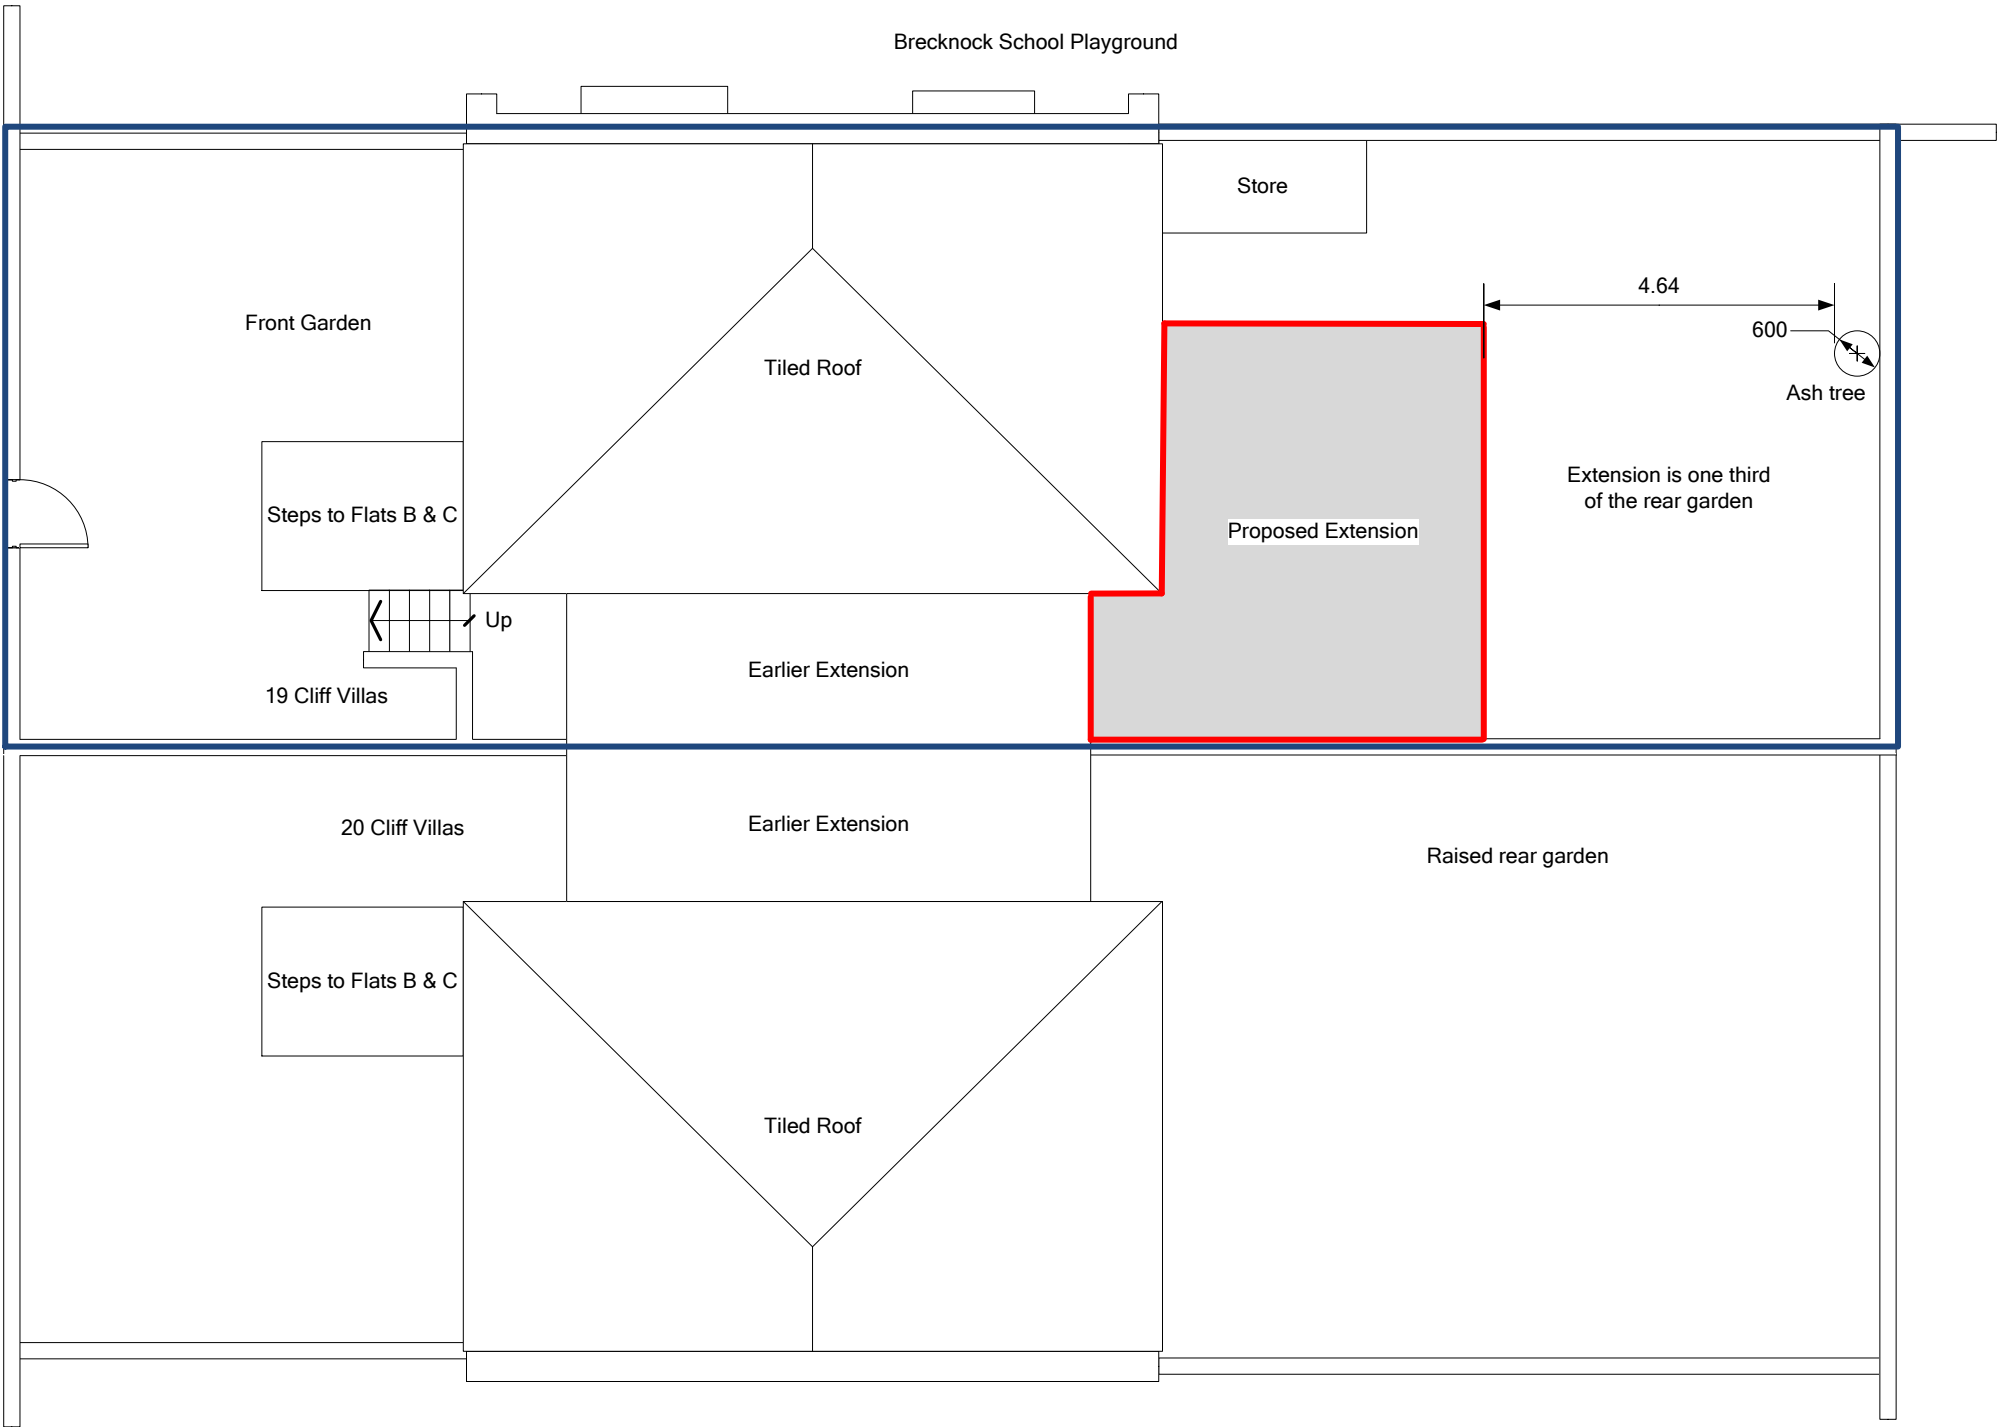 Brecknock School Playground
Store
4.64
Front Garden
600
Tiled Roof
Ash tree
Extension is one third
of the rear garden
Steps to Flats B & C
Proposed Extension
Up
Earlier Extension
19 Cliff Villas
20 Cliff Villas
Earlier Extension
Raised rear garden
Steps to Flats B & C
Tiled Roof